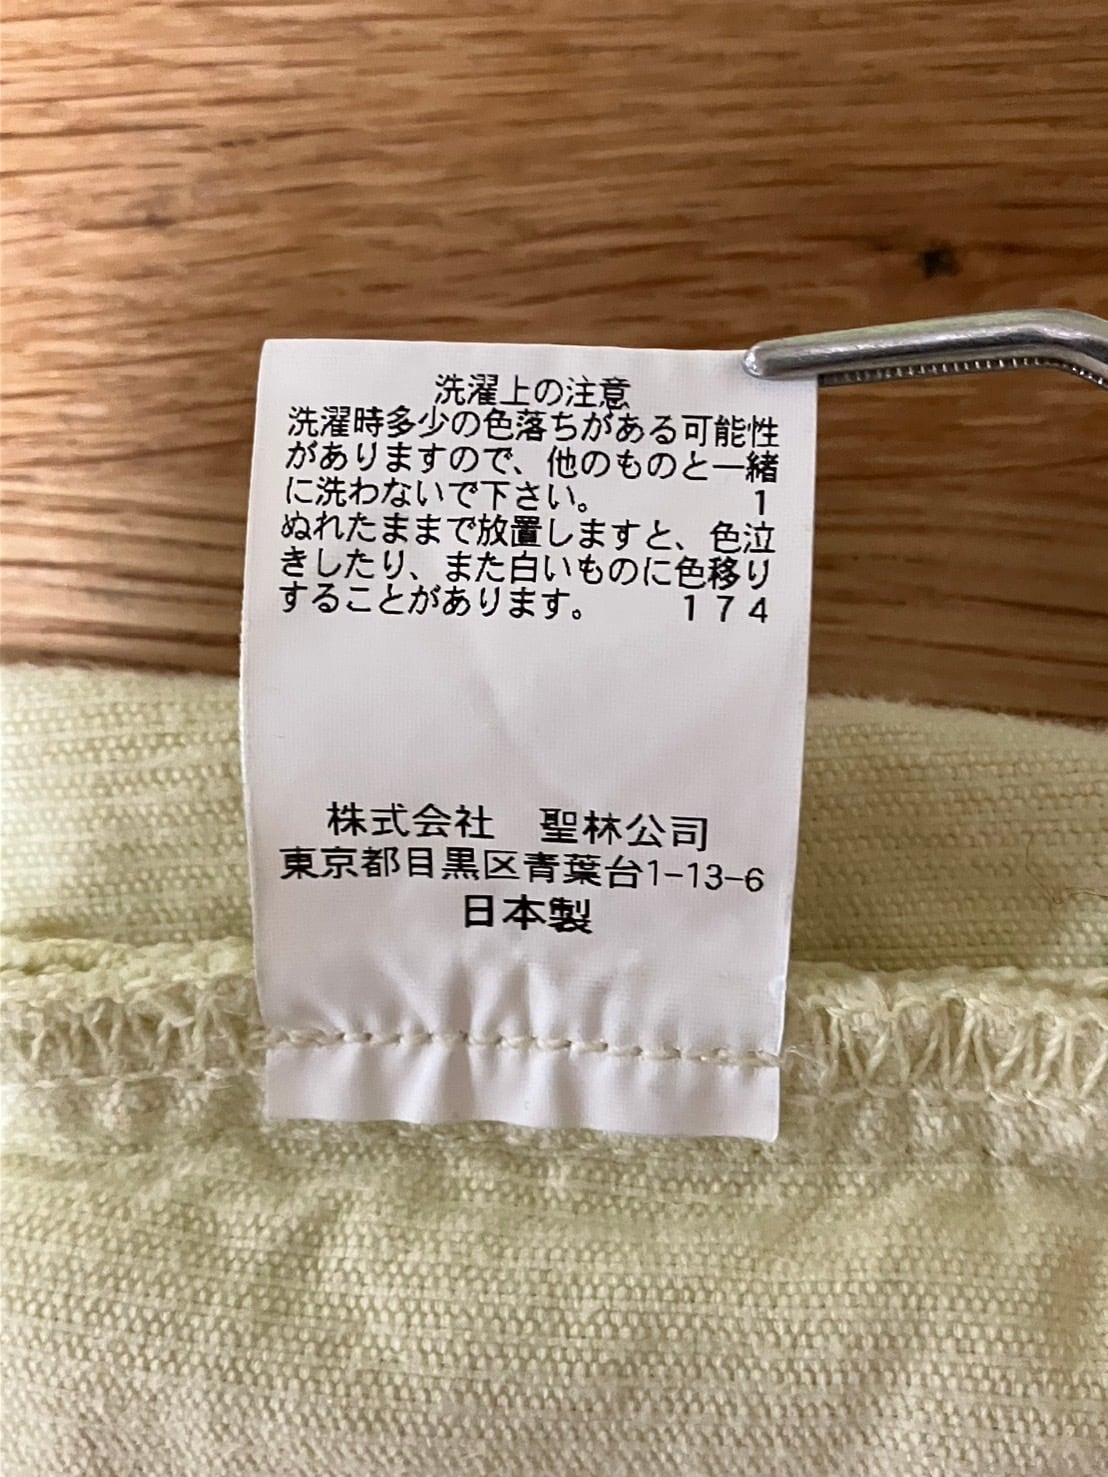 洗濯上の注意
洗濯時多少の色落ちがある可能性
がありますので、他のものと一緒
に洗わないで下さい。 1
ぬれたままで放置しますと、色泣
きしたり、また白いものに色移り
することがあります。 174
株式会社 聖林公司
東京都目黒区青葉台1-13-6
日本製